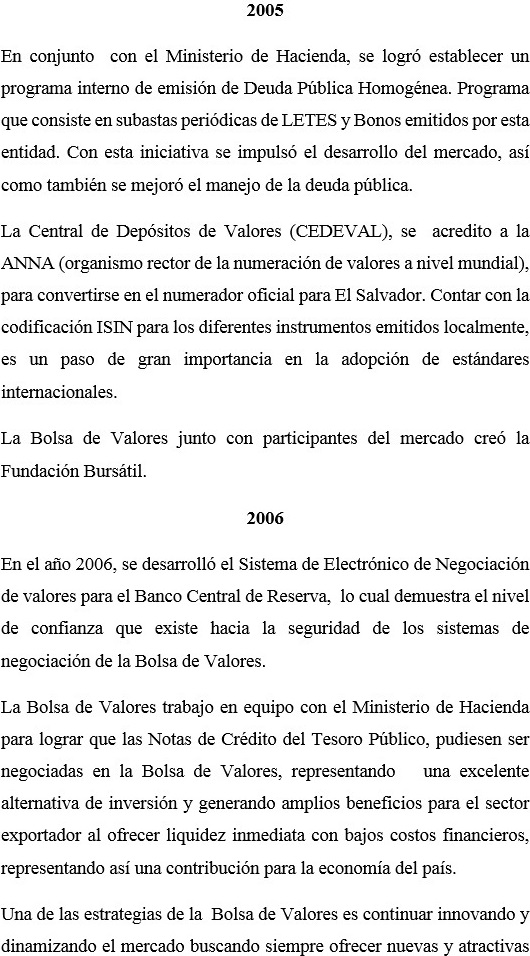 2005
En conjunto con el Ministerio de Hacienda, se logró establecer un
programa interno de emisión de Deuda Pública Homogénea. Programa
que consiste en subastas periódicas de LETES y Bonos emitidos por esta
entidad. Con esta iniciativa se impulsó el desarrollo del mercado, así
como también se mejoró el manejo de la deuda pública.
La Central de Depósitos de Valores (CEDEVAL), se acredito a la
ANNA (organismo rector de la numeración de valores a nivel mundial),
para convertirse en el numerador oficial para El Salvador. Contar con la
codificación ISIN para los diferentes instrumentos emitidos localmente,
es un paso de gran importancia en la adopción de estándares
internacionales.
La Bolsa de Valores junto con participantes del mercado creó la
Fundación Bursátil.
2006
En el año 2006, se desarrolló el Sistema de Electrónico de Negociación
de valores para el Banco Central de Reserva, lo cual demuestra el nivel
de confianza que existe hacia la seguridad de los sistemas de
negociación de la Bolsa de Valores.
La Bolsa de Valores trabajo en equipo con el Ministerio de Hacienda
para lograr que las Notas de Crédito del Tesoro Público, pudiesen ser
negociadas en la Bolsa de Valores, representando una excelente
alternativa de inversión y generando amplios beneficios para el sector
exportador al ofrecer liquidez inmediata con bajos costos financieros,
representando así una contribución para la economía del país.
Una de las estrategias de la Bolsa de Valores es continuar innovando y
dinamizando el mercado buscando siempre ofrecer nuevas y atractivas